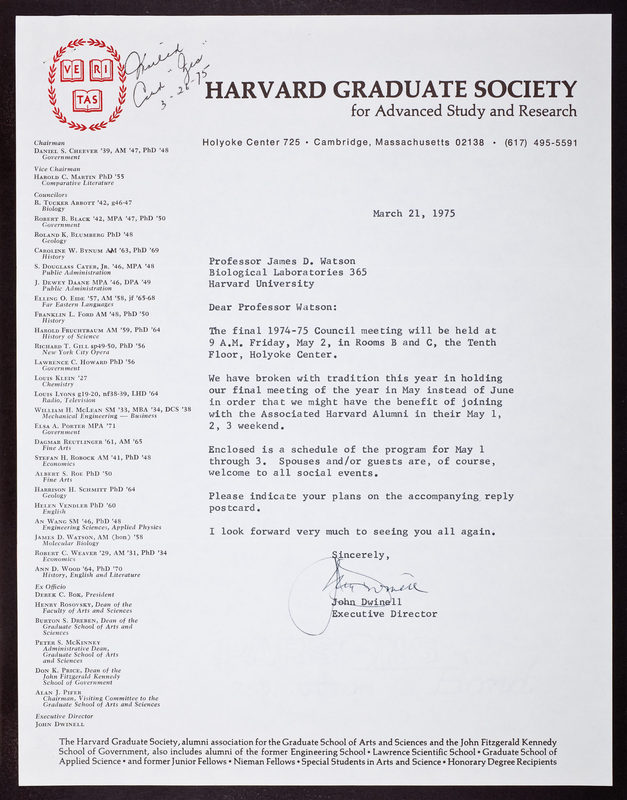 VE RI
TAS
Mailed
Card "Yes"
3-26-75
HARVARD GRADUATE SOCIETY
for Advanced Study and Research
Holyoke Center 725 • Cambridge, Massachusetts 02138 • (617) 495-5591
Chairman
DANIEL S. CHEEVER '39, AM '47, PhD '48
Government
Vice Chairman
HAROLD C. MARTIN PhD '55
Comparative Literature
Councilors
R. TUCKER ABBOTT '42, g46-47
Biology
ROBERT B. BLACK '42, MPA '47, PhD '50
Government
ROLAND K. BLUMBERG PhD '48
Geology
CAROLINE W. BYNUM AM '63, PhD '69
History
S. DOUGLASS CATER, JR. '46, MPA '48
Public Administration
J. DEWEY DAANE MPA '46, DPA '49
Public Administration
ELLING O. EIDE '57, AM '58, jf '65-68
Far Eastern Languages
FRANKLIN L. FORD AM '48, PhD '50
History
HAROLD FRUCHTBAUM AM '59, PhD '64
History of Science
RICHARD T. GILL sp49-50, PhD '56
New York City Opera
LAWRENCE C. HOWARD PhD '56
Government
LOUIS KLEIN '27
Chemistry
LOUIS LYONS g19-20, nf38-39, LHD '64
Radio, Television
WILLIAM H. MCLEAN SM '33, MBA '34, DCS '38
Mechanical Engineering — Business
ELSA A. PORTER MPA '71
Government
DAGMAR REUTLINGER '61, AM '65
Fine Arts
STEFAN H. ROBOCK AM '41, PhD '48
Economics
ALBERT S. ROE PhD '50
Fine Arts
HARRISON H. SCHMITT PhD '64
Geology
HELEN VENDLER PhD '60
English
AN WANG SM '46, PhD '48
Engineering Sciences, Applied Physics
JAMES D. WATSON, AM (hon) '58
Molecular Biology
ROBERT C. WEAVER '29, AM '31, PhD '34
Economics
ANN D. WOOD '64, PhD '70
History, English and Literature
Ex Officio
DEREK C. BOK, President
HENRY ROSOVSKY, Dean of the
Faculty of Arts and Sciences
BURTON S. DREBEN, Dean of the
Graduate School of Arts and
Sciences
PETER S. MCKINNEY
Administrative Dean,
Graduate School of Arts
and Sciences
DON K. PRICE, Dean of the
John Fitzgerald Kennedy
School of Government
ALAN J. PIFER
Chairman, Visiting Committee to the
Graduate School of Arts and Sciences
Executive Director
JOHN DWINELL
March 21, 1975
Professor James D. Watson
Biological Laboratories 365
Harvard University
Dear Professor Watson:
The final 1974-75 Council meeting will be held at
9 A.M. Friday, May 2, in Rooms B and C, the Tenth
Floor, Holyoke Center.
We have broken with tradition this year in holding
our final meeting of the year in May instead of June
in order that we might have the benefit of joining
with the Associated Harvard Alumni in their May 1,
2, 3 weekend.
Enclosed is a schedule of the program for May 1
through 3. Spouses and/or guests are, of course,
welcome to all social events.
Please indicate your plans on the accompanying reply
postcard.
I look forward very much to seeing you all again.
Sincerely,
John Dwinell
John Dwinell
Executive Director
The Harvard Graduate Society, alumni association for the Graduate School of Arts and Sciences and the John Fitzgerald Kennedy
School of Government, also includes alumni of the former Engineering School • Lawrence Scientific School • Graduate School of
Applied Science • and former Junior Fellows • Nieman Fellows • Special Students in Arts and Science • Honorary Degree Recipients